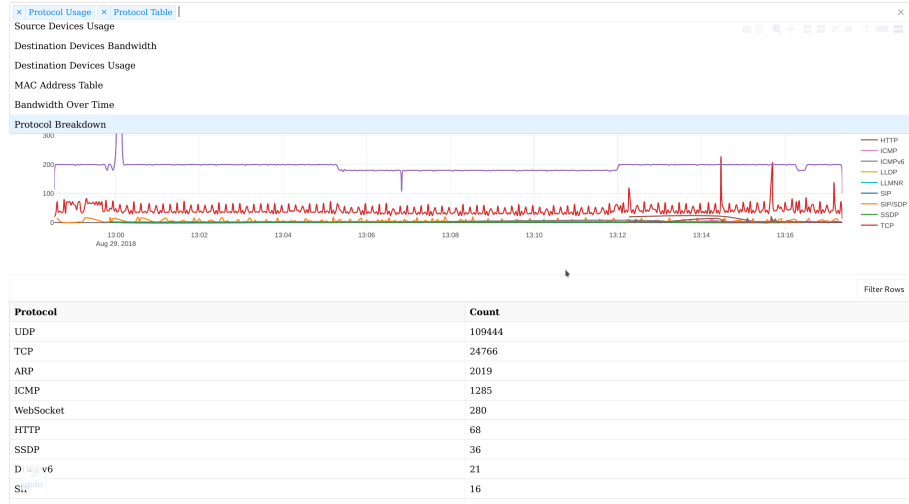 × Protocol Usage × Protocol Table ×
Source Devices Usage
Destination Devices Bandwidth
Destination Devices Usage
MAC Address Table
Bandwidth Over Time
Protocol Breakdown
300
200
100
0
13:00
Aug 29, 2018
13:02
13:04
13:06
13:08
13:10
13:12
13:14
13:16
HTTP
ICMP
ICMPv6
LLDP
LLMNR
SIP
SIP/SDP
SSDP
TCP
Filter Rows
Protocol Count
UDP 109444
TCP 24766
ARP 2019
ICMP 1285
WebSocket 280
HTTP 68
SSDP 36
v6 21
16